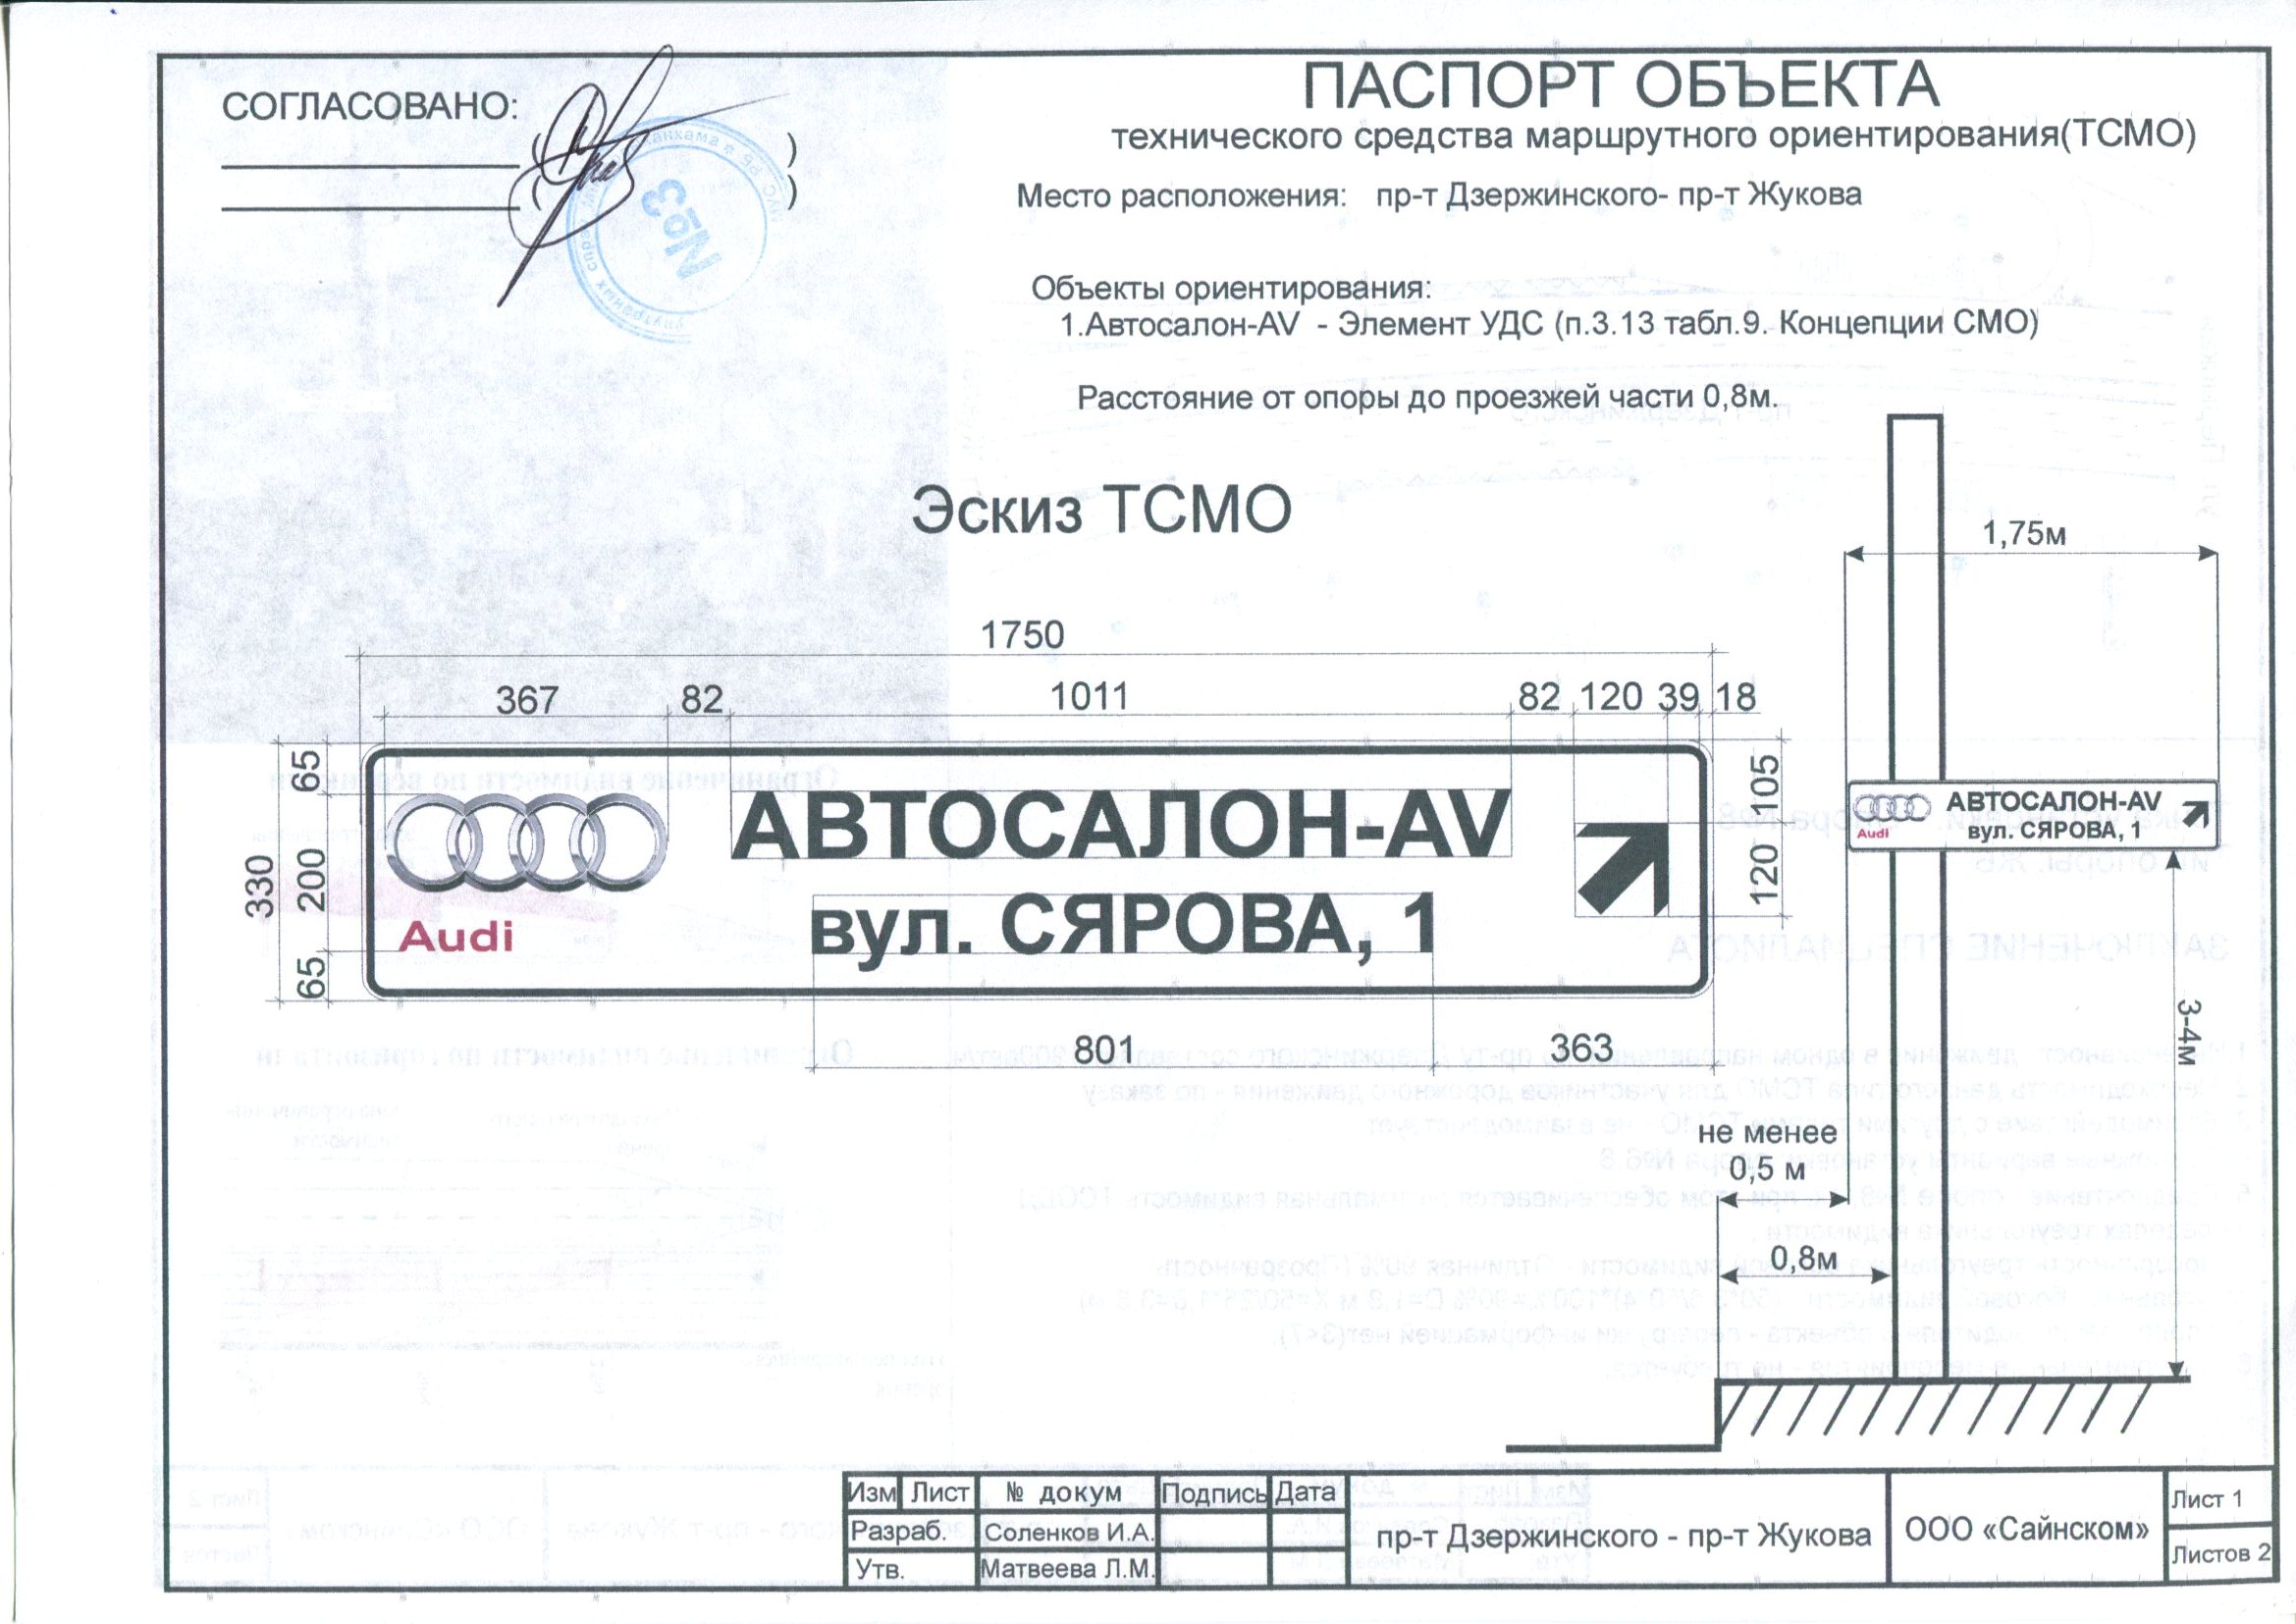 СОГЛАСОВАНО:
№3
ПАСПОРТ ОБЪЕКТА
технического средства маршрутного ориентирования(ТСМО)
Место расположения: пр-т Дзержинского- пр-т Жукова
Объекты ориентирования:
1.Автосалон-AV - Элемент УДС (п.3.13 табл.9. Концепции СМО)
Расстояние от опоры до проезжей части 0,8м.
Эскиз ТСМО
1,75м
1750
367 82 1011 82 120 39 18
330 65 200 65
Audi
АВТОСАЛОН-AV
вул. СЯРОВА, 1
105 120
801 363
Audi
АВТОСАЛОН-AV
вул. СЯРОВА, 1
3-4м
не менее
0,5 м
0,8м
Изм Лист № докум Подпись Дата
Разраб. Соленков И.А.
Утв. Матвеева Л.М.
пр-т Дзержинского - пр-т Жукова
ООО «Сайнском»
Лист 1
Листов 2